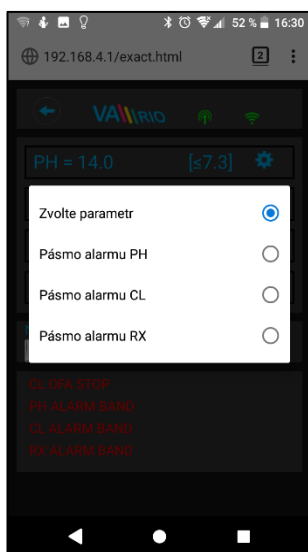 52 % 16:30
192.168.4.1/exact.html 2
VA RIO
PH = 14.0 [≤7.3]
Zvolte parametr
Pásmo alarmu PH
Pásmo alarmu CL
Pásmo alarmu RX
CL OFA STOP
PH ALARM BAND
CL ALARM BAND
RX ALARM BAND